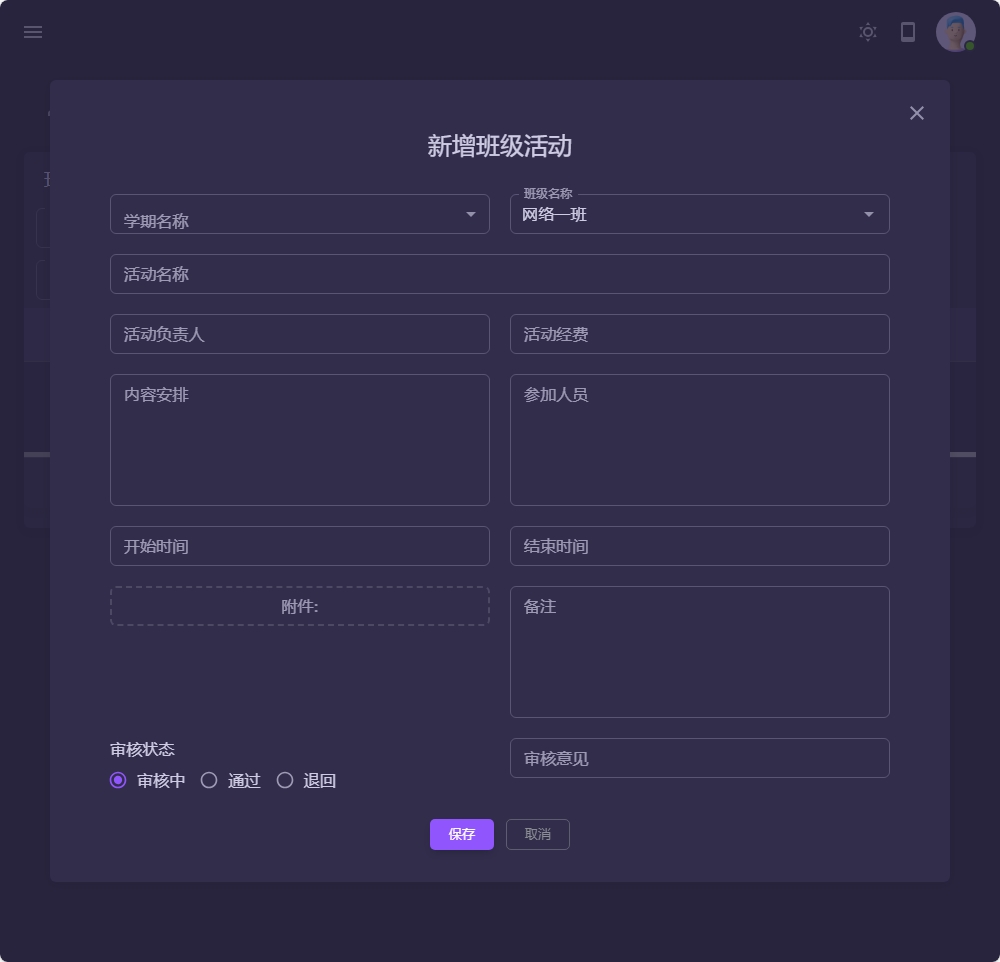 新增班级活动
学期名称
班级名称
网络一班
活动名称
活动负责人
活动经费
内容安排
参加人员
开始时间
结束时间
附件:
备注
审核状态
审核中
通过
退回
审核意见
保存
取消